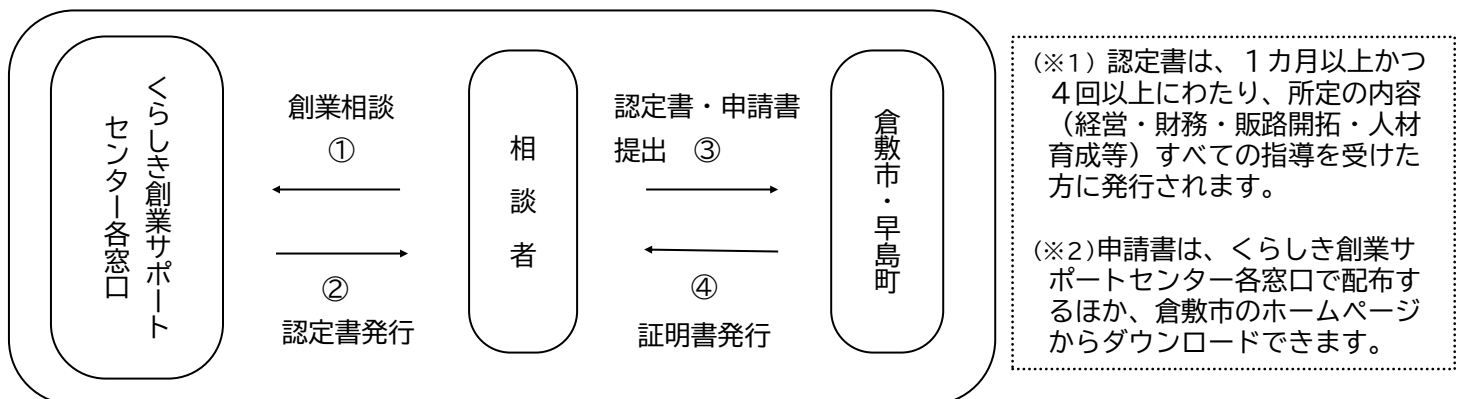 くらしき創業サポート
センター各窓口
創業相談
①
②
認定書発行
相談者
認定書・申請書
提出 ③
④
証明書発行
倉敷市・早島町
(※1) 認定書は、１カ月以上かつ
４回以上にわたり、所定の内容
（経営・財務・販路開拓・人材
育成等）すべての指導を受けた
方に発行されます。
(※2)申請書は、くらしき創業サ
ポートセンター各窓口で配布す
るほか、倉敷市のホームページ
からダウンロードできます。